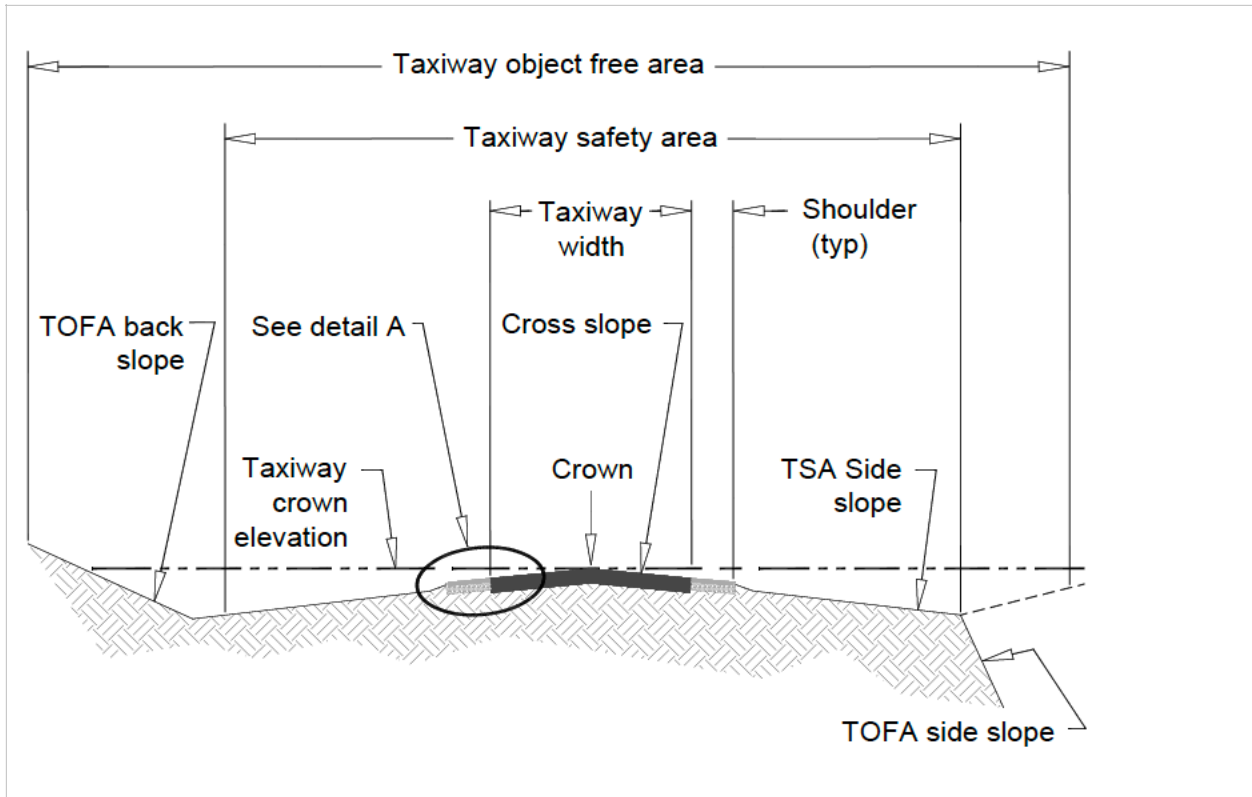 Taxiway object free area
Taxiway safety area
Taxiway
width
Shoulder
(typ)
TOFA back
slope
See detail A
Cross slope
Taxiway
crown
elevation
Crown
TSA Side
slope
TOFA side slope